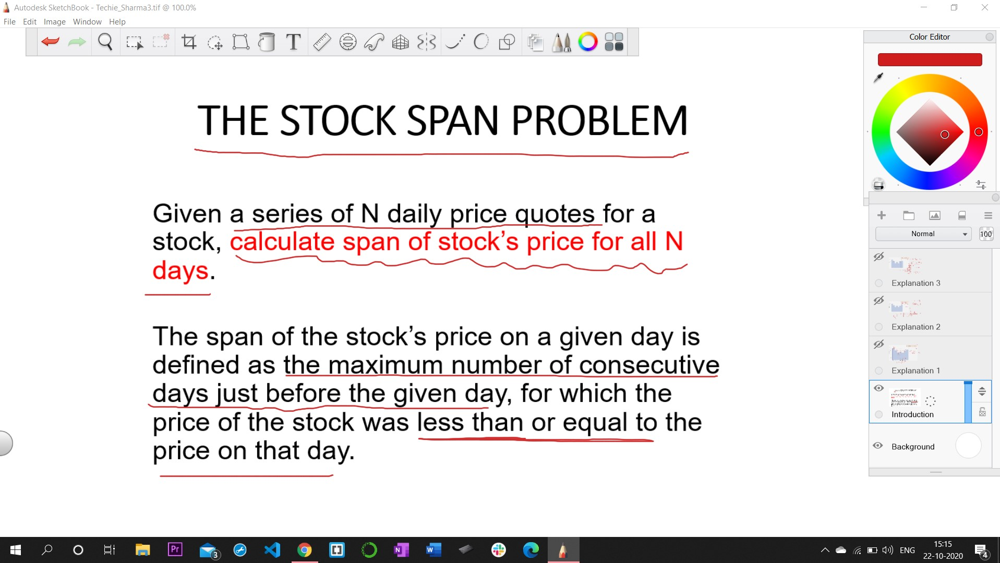 Autodesk SketchBook - Techie_Sharma3.tif @ 100.0%
File Edit Image Window Help
T
Color Editor
THE STOCK SPAN PROBLEM
Given a series of N daily price quotes for a
stock, calculate span of stock’s price for all N
days.
The span of the stock’s price on a given day is
defined as the maximum number of consecutive
days just before the given day, for which the
price of the stock was less than or equal to the
price on that day.
Normal 100
Explanation 3
Explanation 2
Explanation 1
Introduction
Background
Pr
3
N
W
ENG
15:15
22-10-2020
4